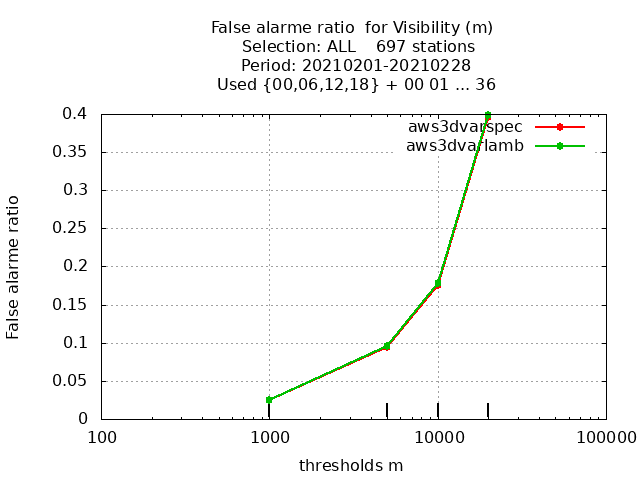 False alarme ratio  for Visibility (m)
Selection: ALL    697 stations
Period: 20210201-20210228
Used {00,06,12,18} + 00 01 ... 36
aws3dvarspec
aws3dvarlamb
0.4
0.35
0.3
0.25
0.2
0.15
0.1
0.05
0
False alarme ratio
100
1000
10000
100000
thresholds m